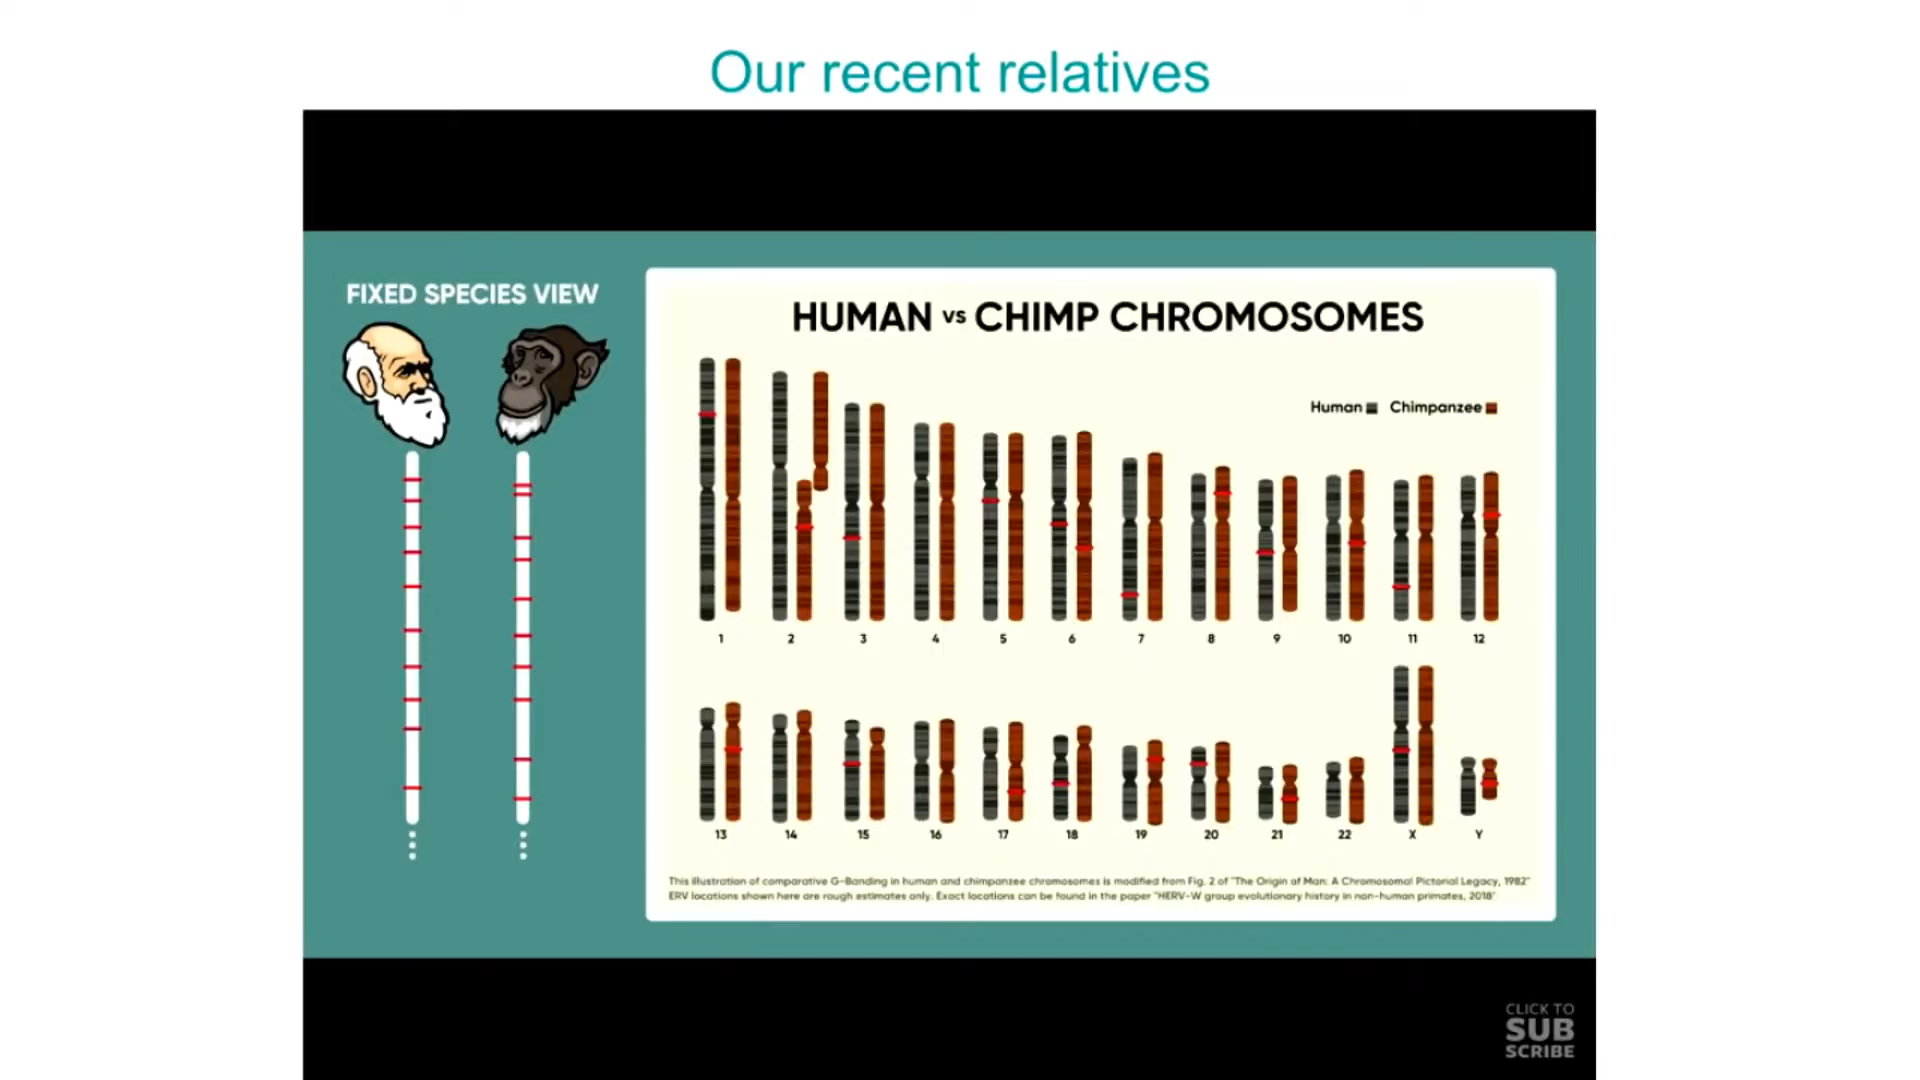 Our recent relatives
FIXED SPECIES VIEW
HUMAN vs CHIMP CHROMOSOMES
Human Chimpanzee
1 2 3 4 5 6 7 8 9 10 11 12
13 14 15 16 17 18 19 20 21 22 X Y
This illustration of comparative G-Banding in human and chimpanzee chromosomes is modified from Fig. 2 of "The Origin of Man: A Chromosomal Pictorial Legacy, 1982"
ERV locations shown here are rough estimates only. Exact locations can be found in the paper "HERV-W group evolutionary history in non-human primates, 2018"
CLICK TO
SUB
SCRIBE